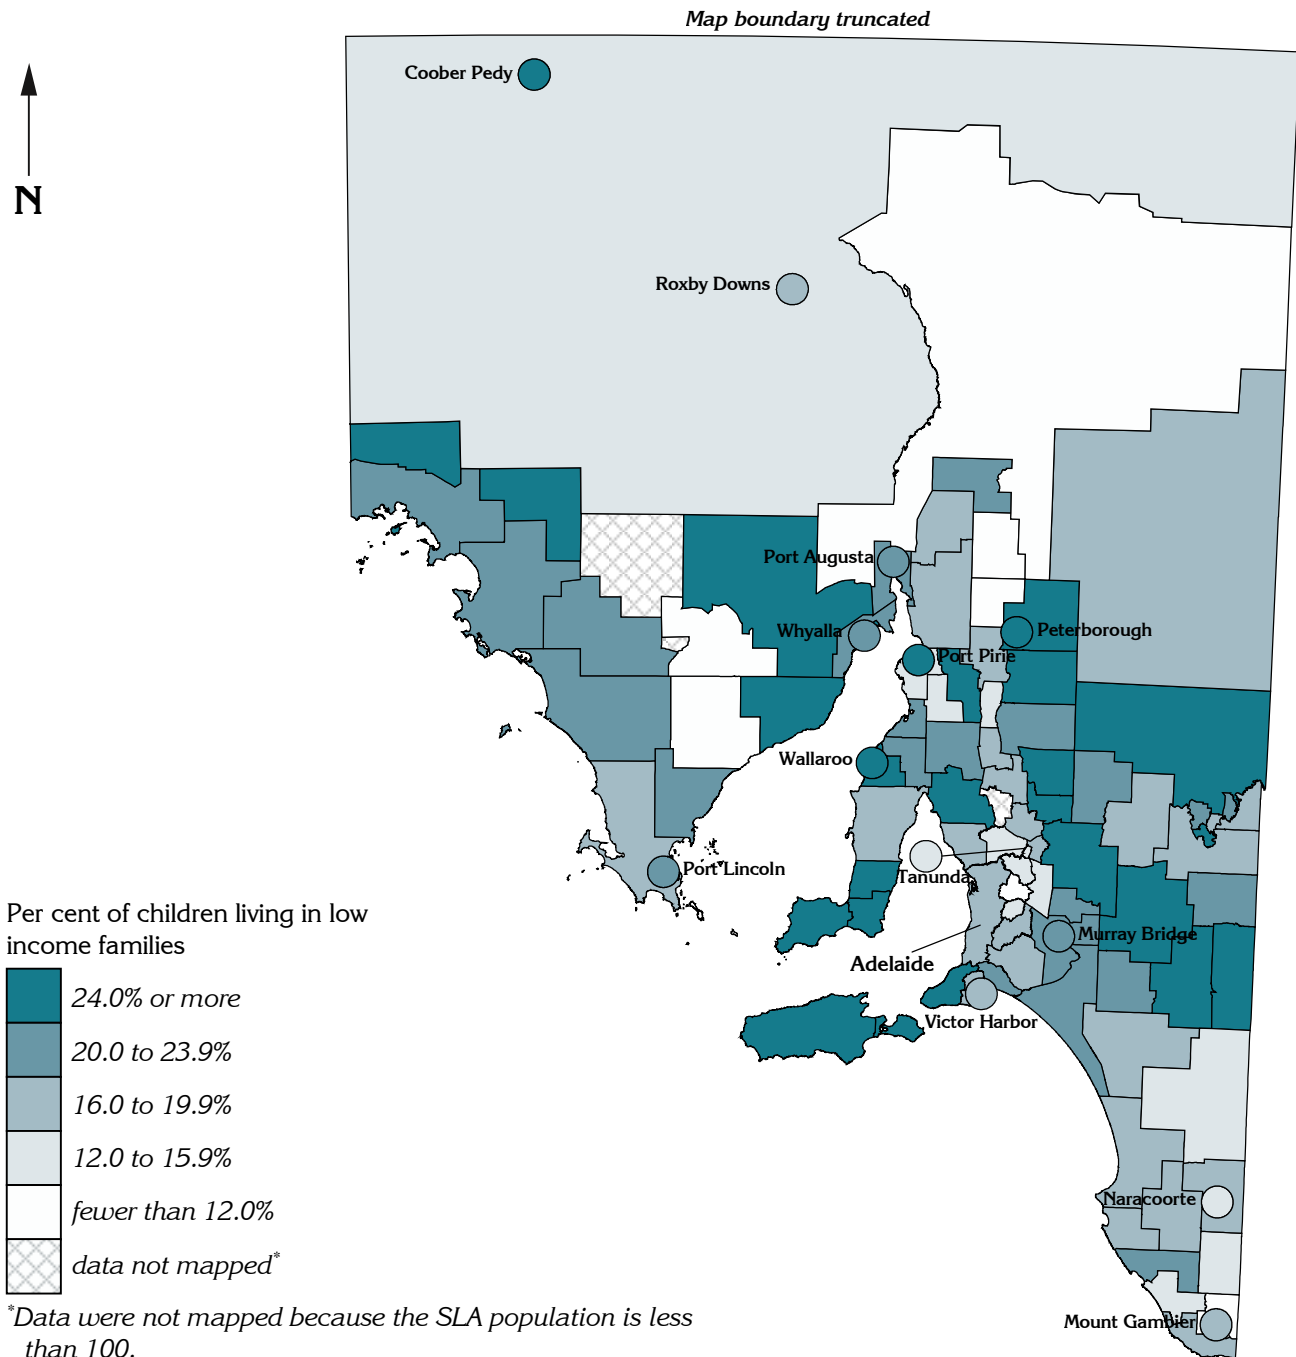 Map boundary truncated
Coober Pedy
N
Roxby Downs
Port Augusta
Whyalla
Peterborough
Port Pirie
Wallaroo
Port Lincoln
Tanunda
Murray Bridge
Adelaide
Victor Harbor
Naracoorte
Mount Gambier
Per cent of children living in low
income families
24.0% or more
20.0 to 23.9%
16.0 to 19.9%
12.0 to 15.9%
fewer than 12.0%
data not mapped*
*Data were not mapped because the SLA population is less
than 100.